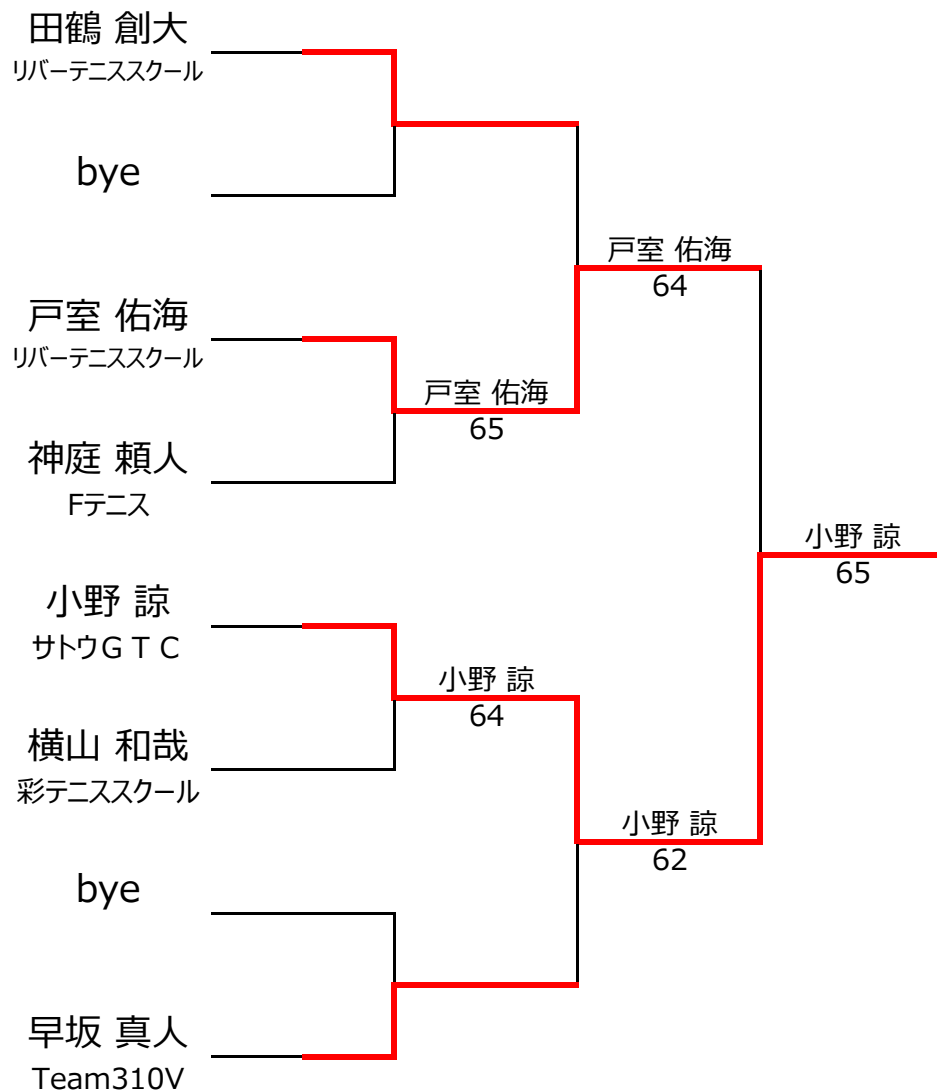 田鶴 創大
リバーテニススクール
bye
戸室 佑海
64
戸室 佑海
リバーテニススクール
戸室 佑海
65
神庭 頼人
Fテニス
小野 諒
65
小野 諒
サトウＧＴＣ
小野 諒
64
横山 和哉
彩テニススクール
小野 諒
62
bye
早坂 真人
Team310V